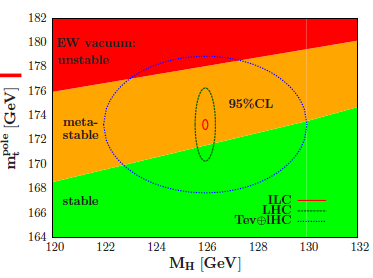 182
180
178
176
174
172
170
168
166
164
EW vacuum:
unstable
95%CL
meta-
stable
stable
ILC
LHC
Tev⊕lHC
120
122
124
126
128
130
132
M_H [GeV]
m_t^pole [GeV]